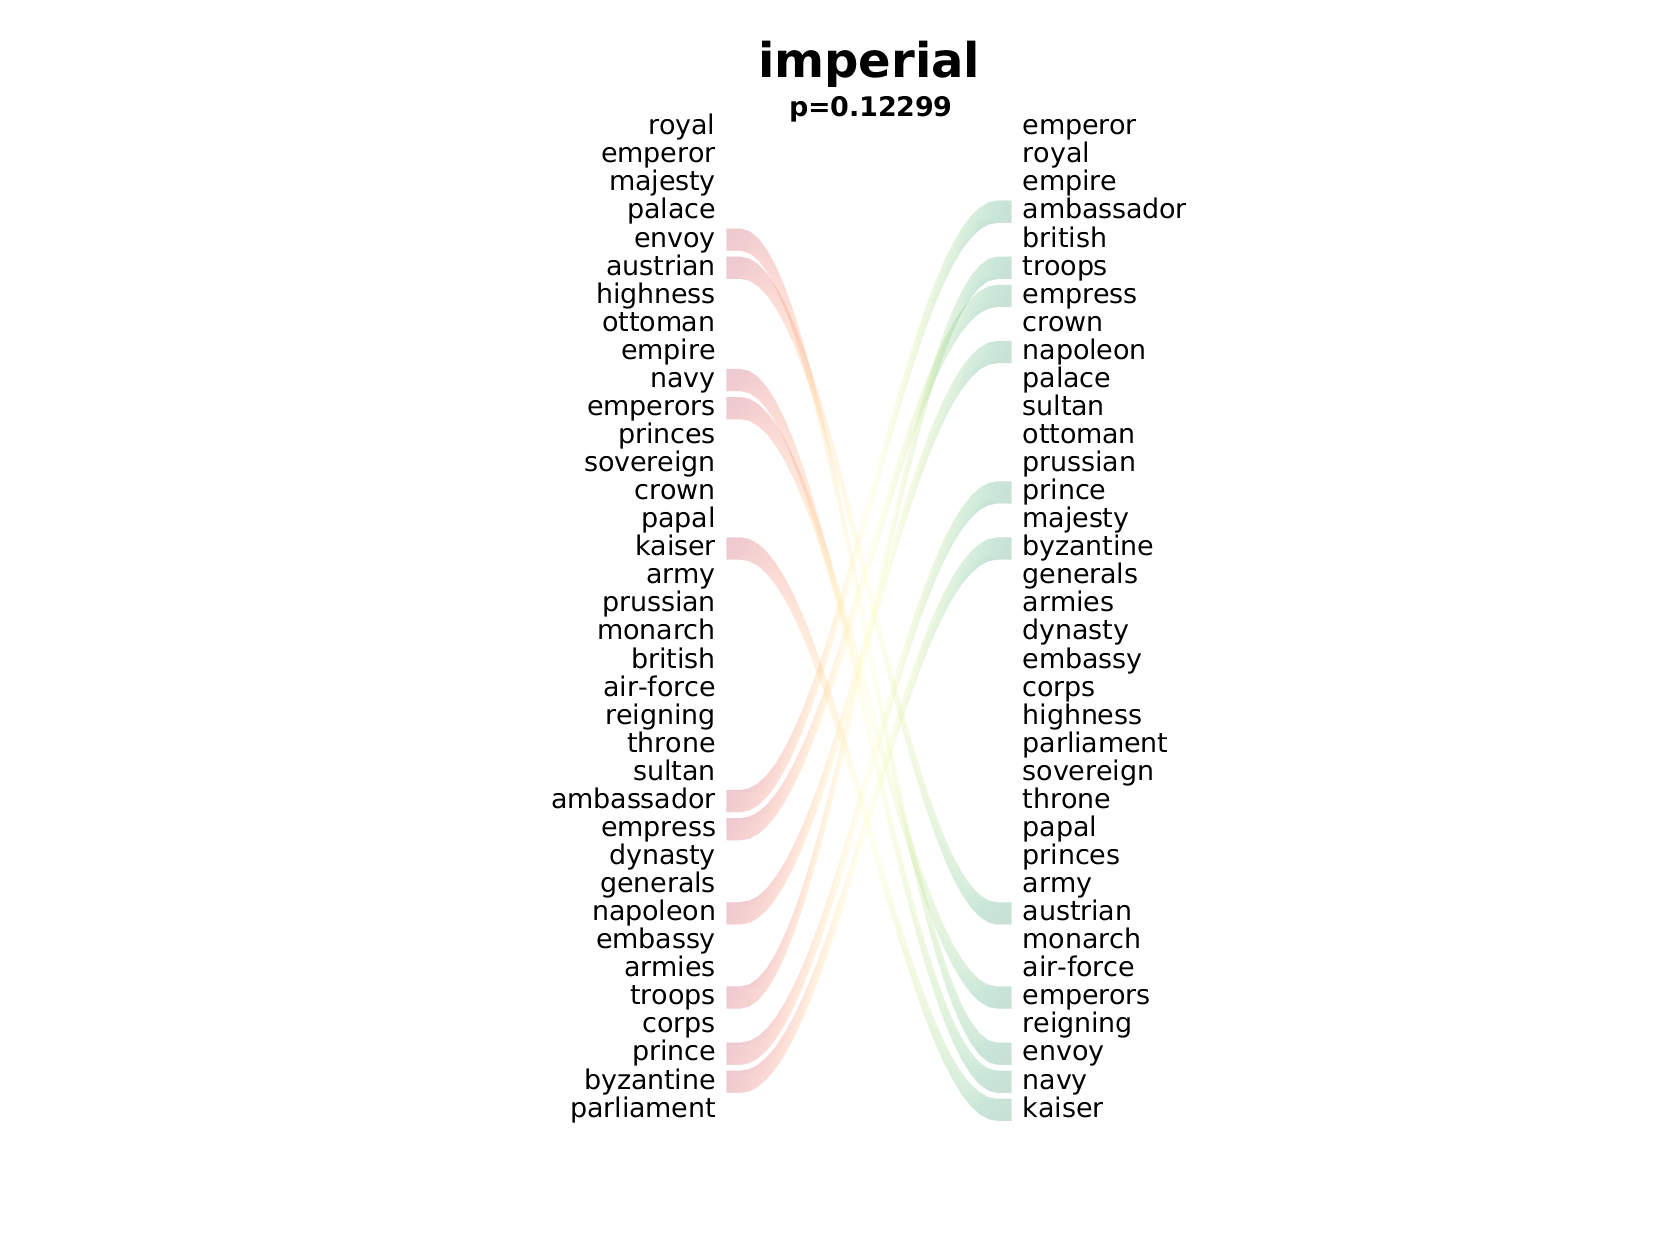 imperial
p=0.12299
royal
emperor
majesty
palace
envoy
austrian
highness
ottoman
empire
navy
emperors
princes
sovereign
crown
papal
kaiser
army
prussian
monarch
british
air-force
reigning
throne
sultan
ambassador
empress
dynasty
generals
napoleon
embassy
armies
troops
corps
prince
byzantine
parliament
emperor
royal
empire
ambassador
british
troops
empress
crown
napoleon
palace
sultan
ottoman
prussian
prince
majesty
byzantine
generals
armies
dynasty
embassy
corps
highness
parliament
sovereign
throne
papal
princes
army
austrian
monarch
air-force
emperors
reigning
envoy
navy
kaiser